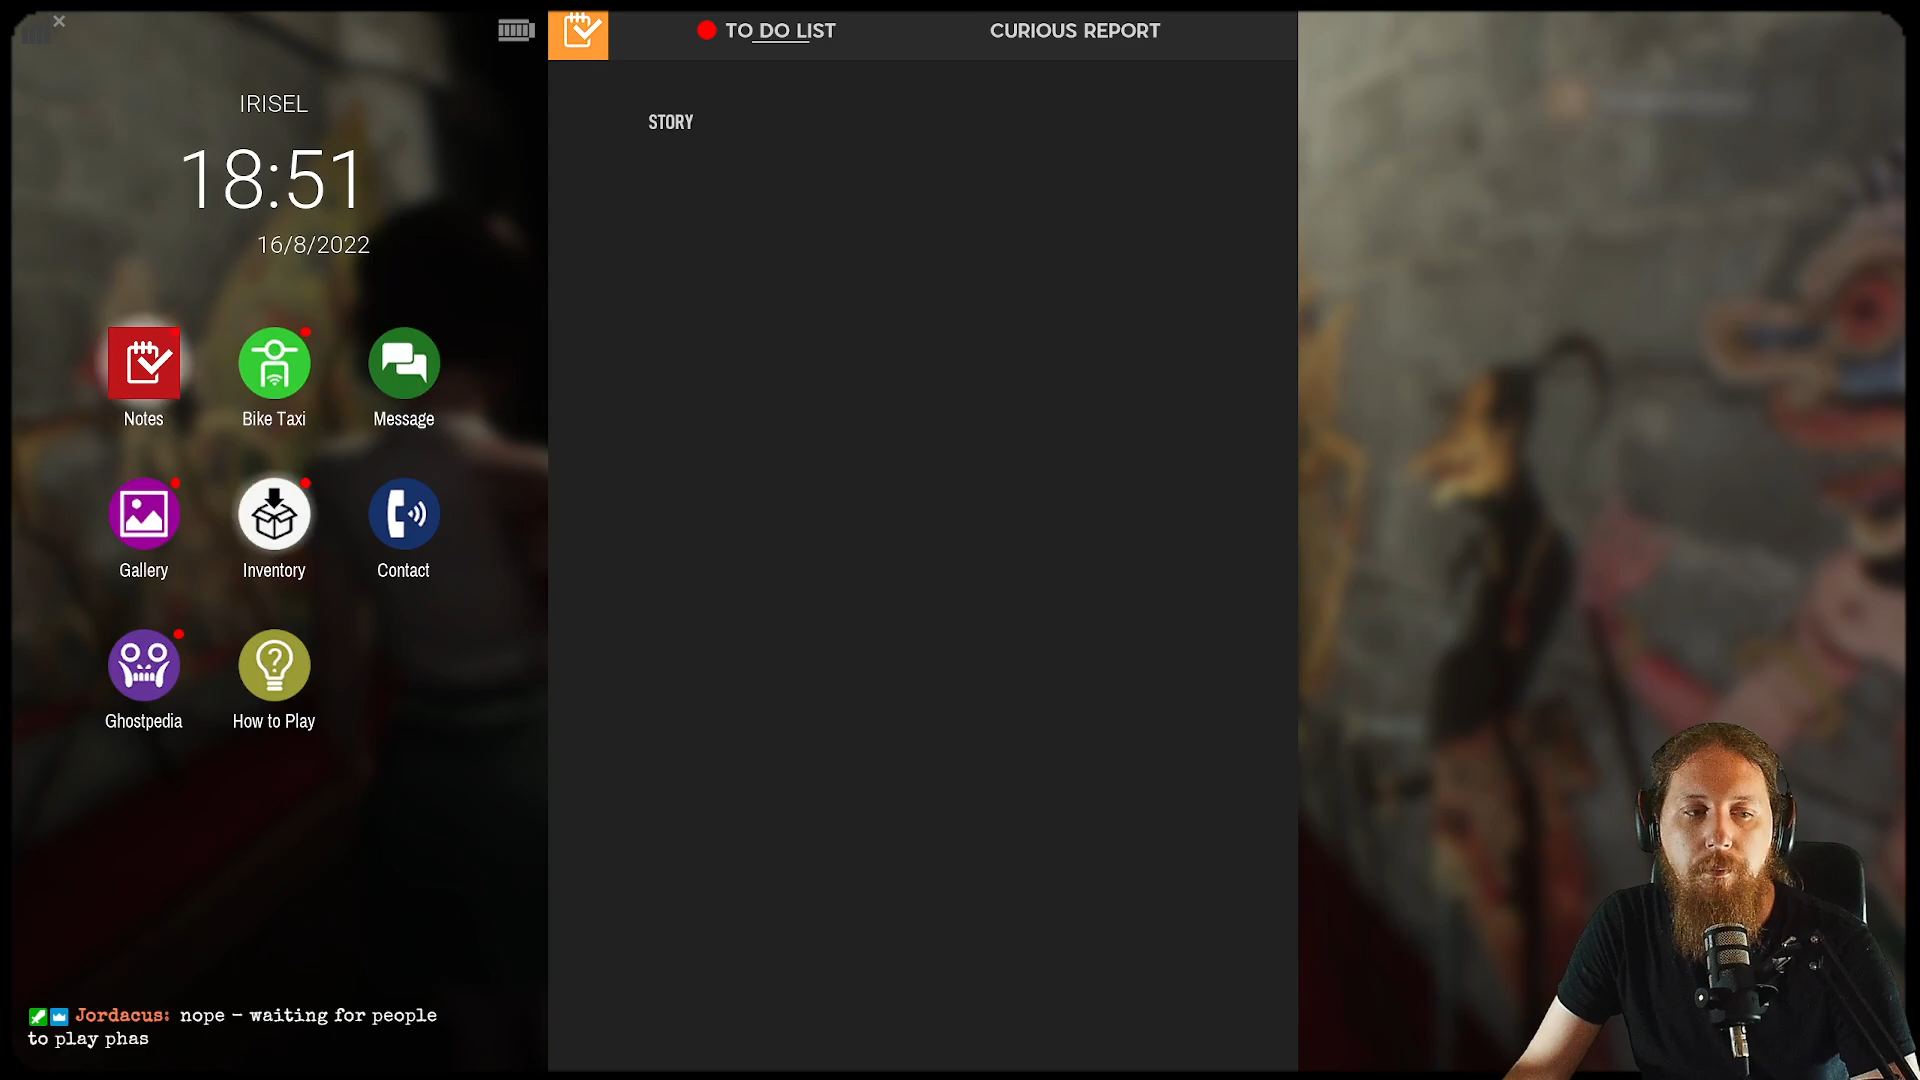 IRISEL
18:51
16/8/2022
Notes
Bike Taxi
Message
Gallery
Inventory
Contact
Ghostpedia
How to Play
TO DO LIST
CURIOUS REPORT
STORY
Jordacus: nope - waiting for people
to play phas